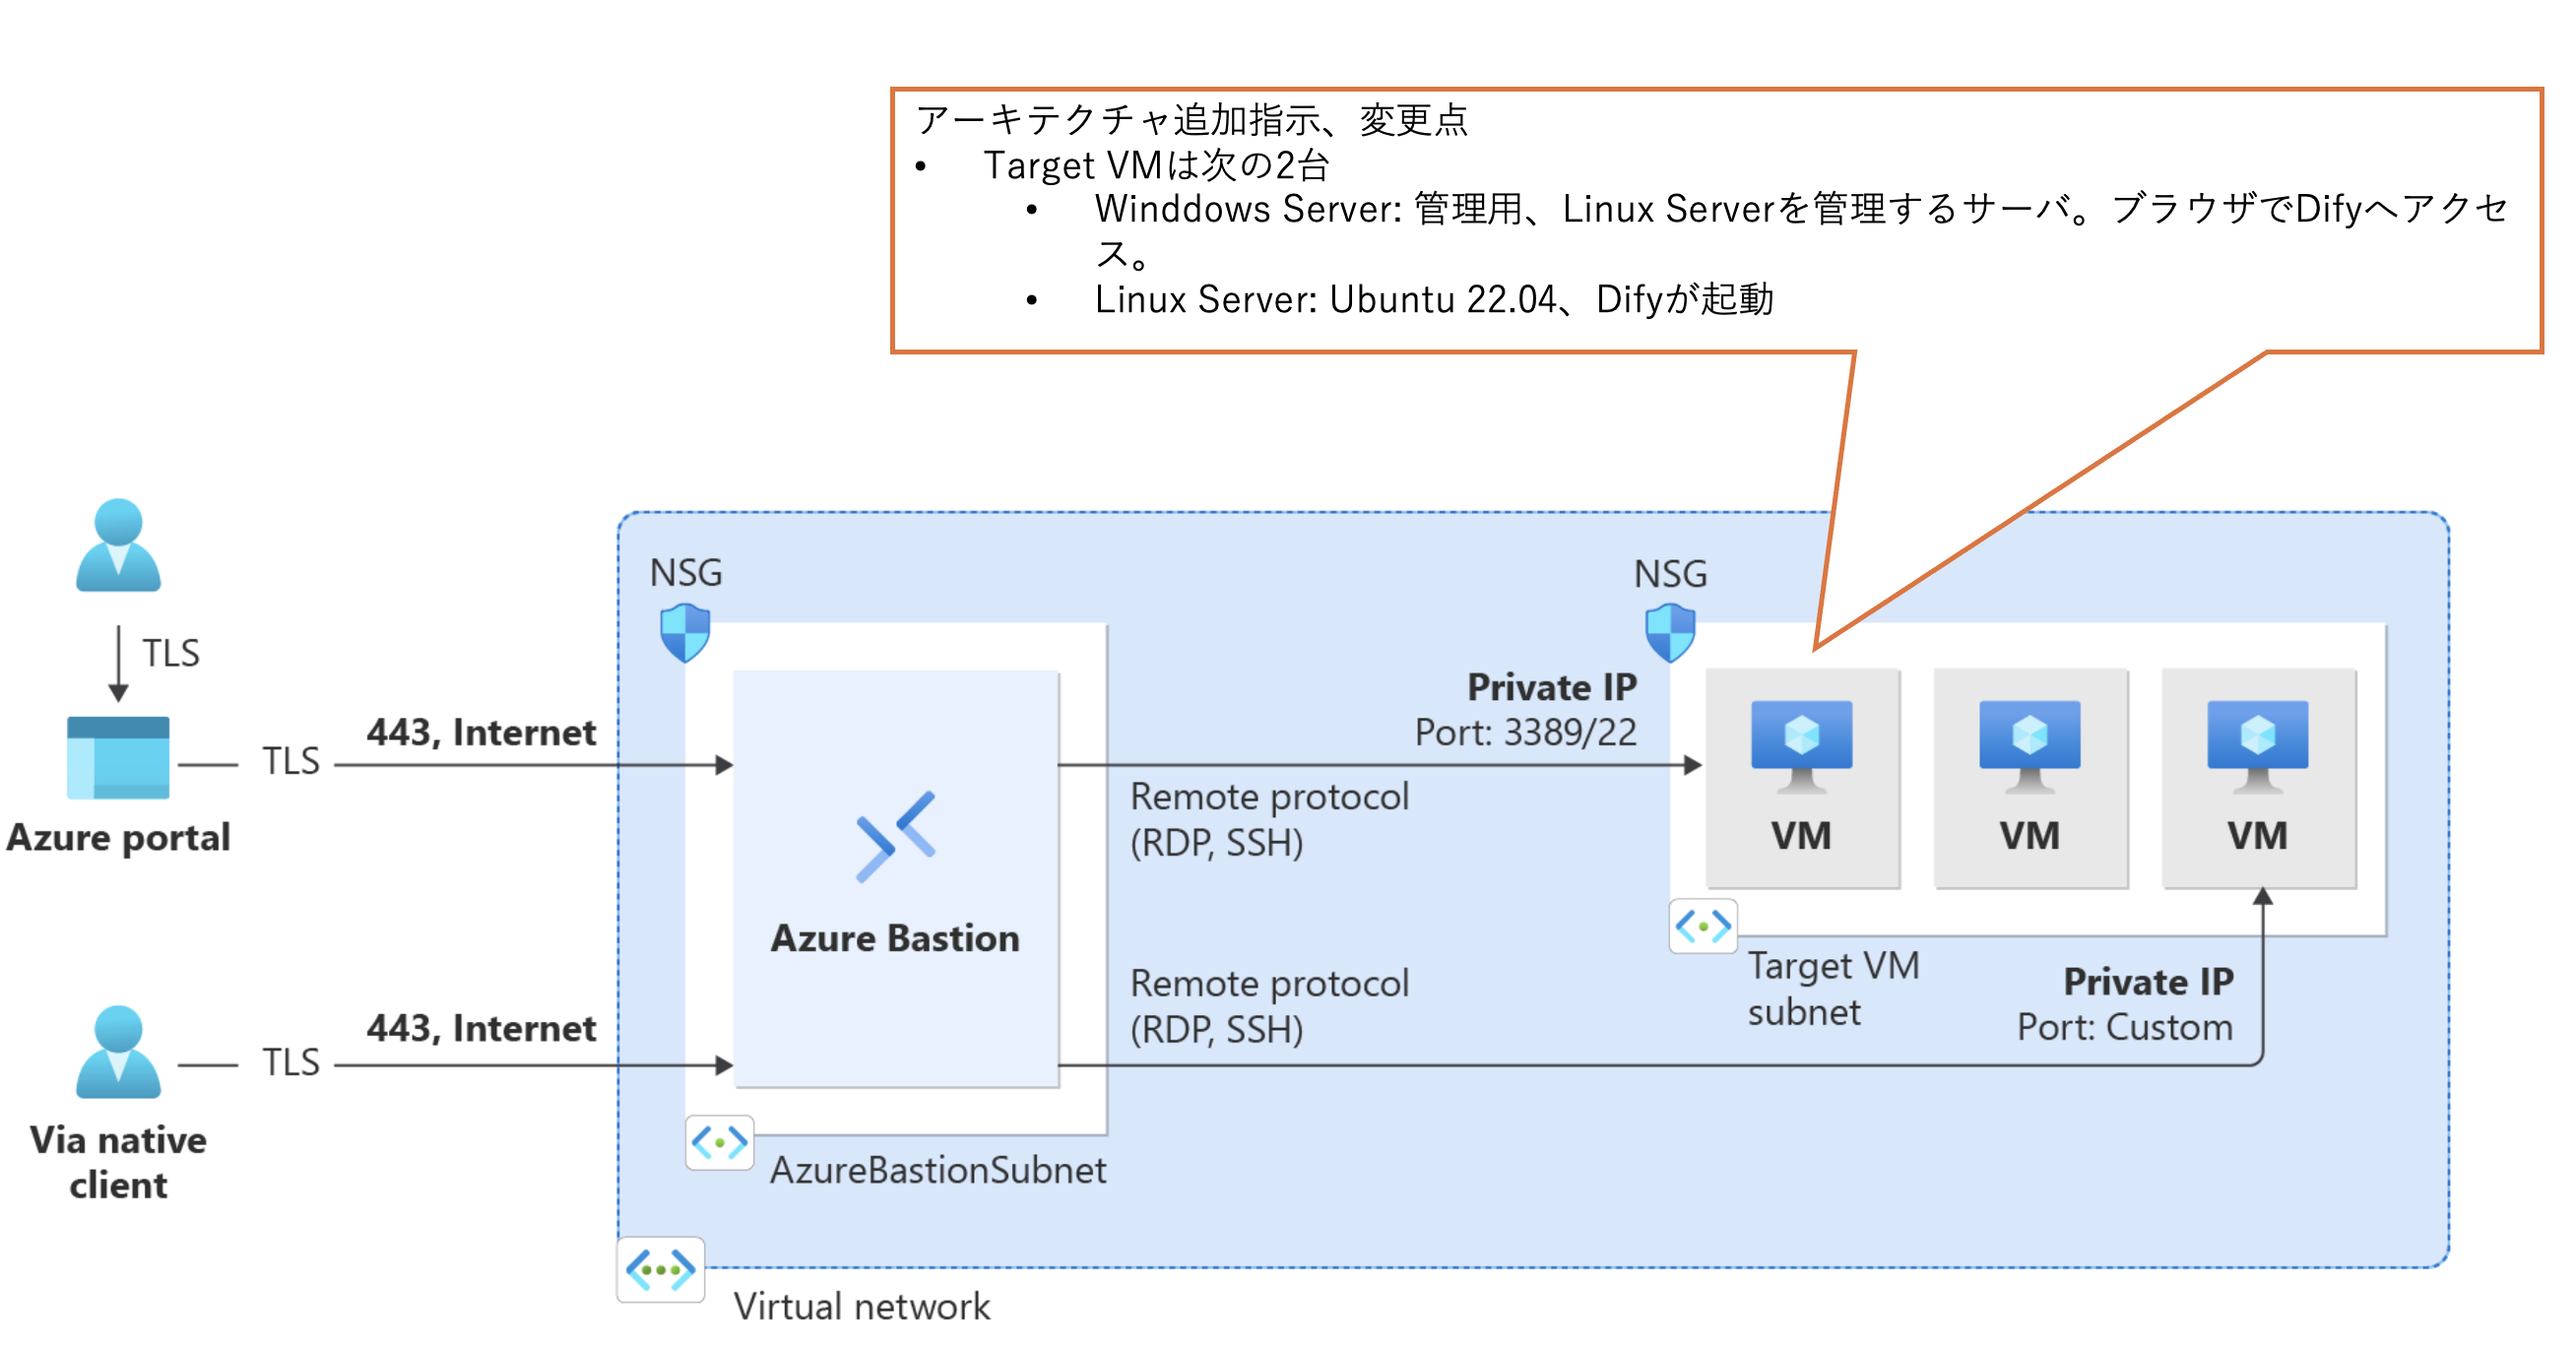 アーキテクチャ追加指示、変更点
• Target VMは次の2台
• Winddows Server: 管理用、Linux Serverを管理するサーバ。ブラウザでDifyへアクセ
ス。
• Linux Server: Ubuntu 22.04、Difyが起動
NSG
NSG
TLS
Private IP
Port: 3389/22
443, Internet
TLS
Azure portal
Remote protocol
(RDP, SSH)
VM
VM
VM
Azure Bastion
Target VM
subnet
Remote protocol
(RDP, SSH)
Private IP
Port: Custom
443, Internet
TLS
Via native
client
AzureBastionSubnet
Virtual network